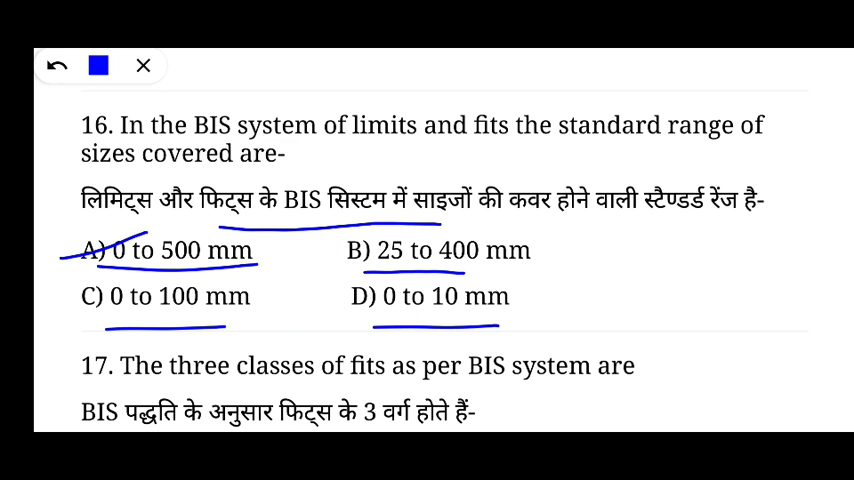 16. In the BIS system of limits and fits the standard range of
sizes covered are-
लिमिट्स और फिट्स के BIS सिस्टम में साइजों की कवर होने वाली स्टैण्डर्ड रेंज है-
A) 0 to 500 mm B) 25 to 400 mm
C) 0 to 100 mm D) 0 to 10 mm
17. The three classes of fits as per BIS system are
BIS पद्धति के अनुसार फिट्स के 3 वर्ग होते हैं-